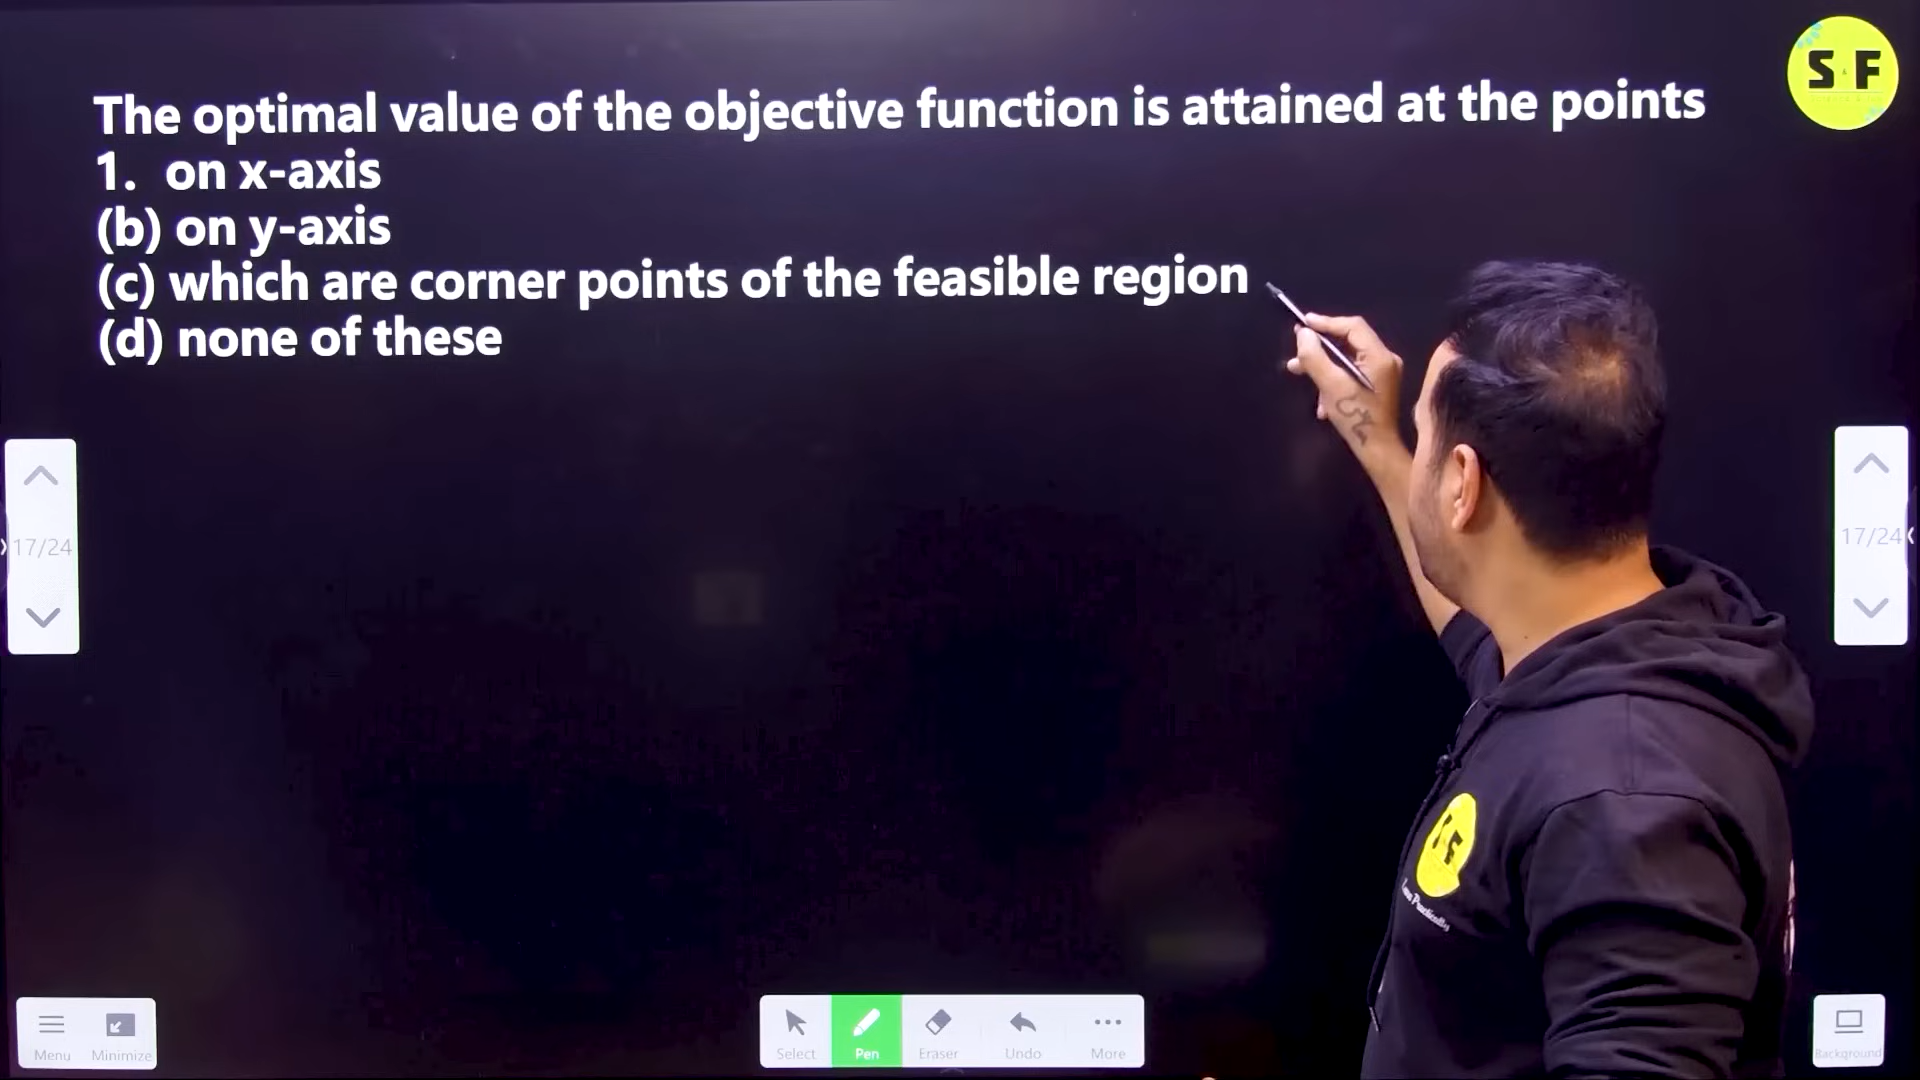 The optimal value of the objective function is attained at the points
1. on x-axis
(b) on y-axis
(c) which are corner points of the feasible region
(d) none of these
S F
17/24
17/24
Menu
Minimize
Select
Pen
Eraser
Undo
More
Background